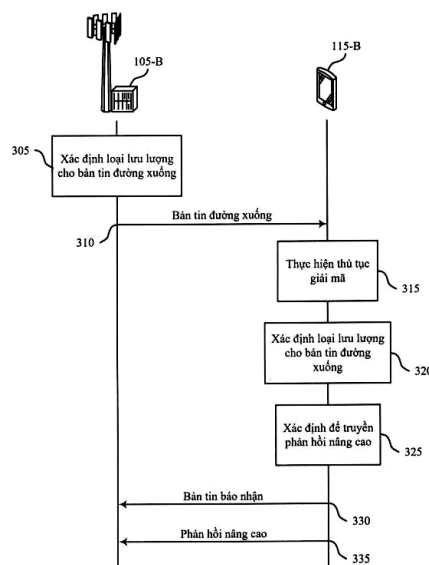 105-B
115-B
305
Xác định loại lưu lượng
cho bản tin đường xuống
Bản tin đường xuống
310
Thực hiện thủ tục
giải mã
315
Xác định loại lưu lượng
cho bản tin đường
xuống
320
Xác định để truyền
phản hồi nâng cao
325
Bản tin báo nhận
330
Phản hồi nâng cao
335